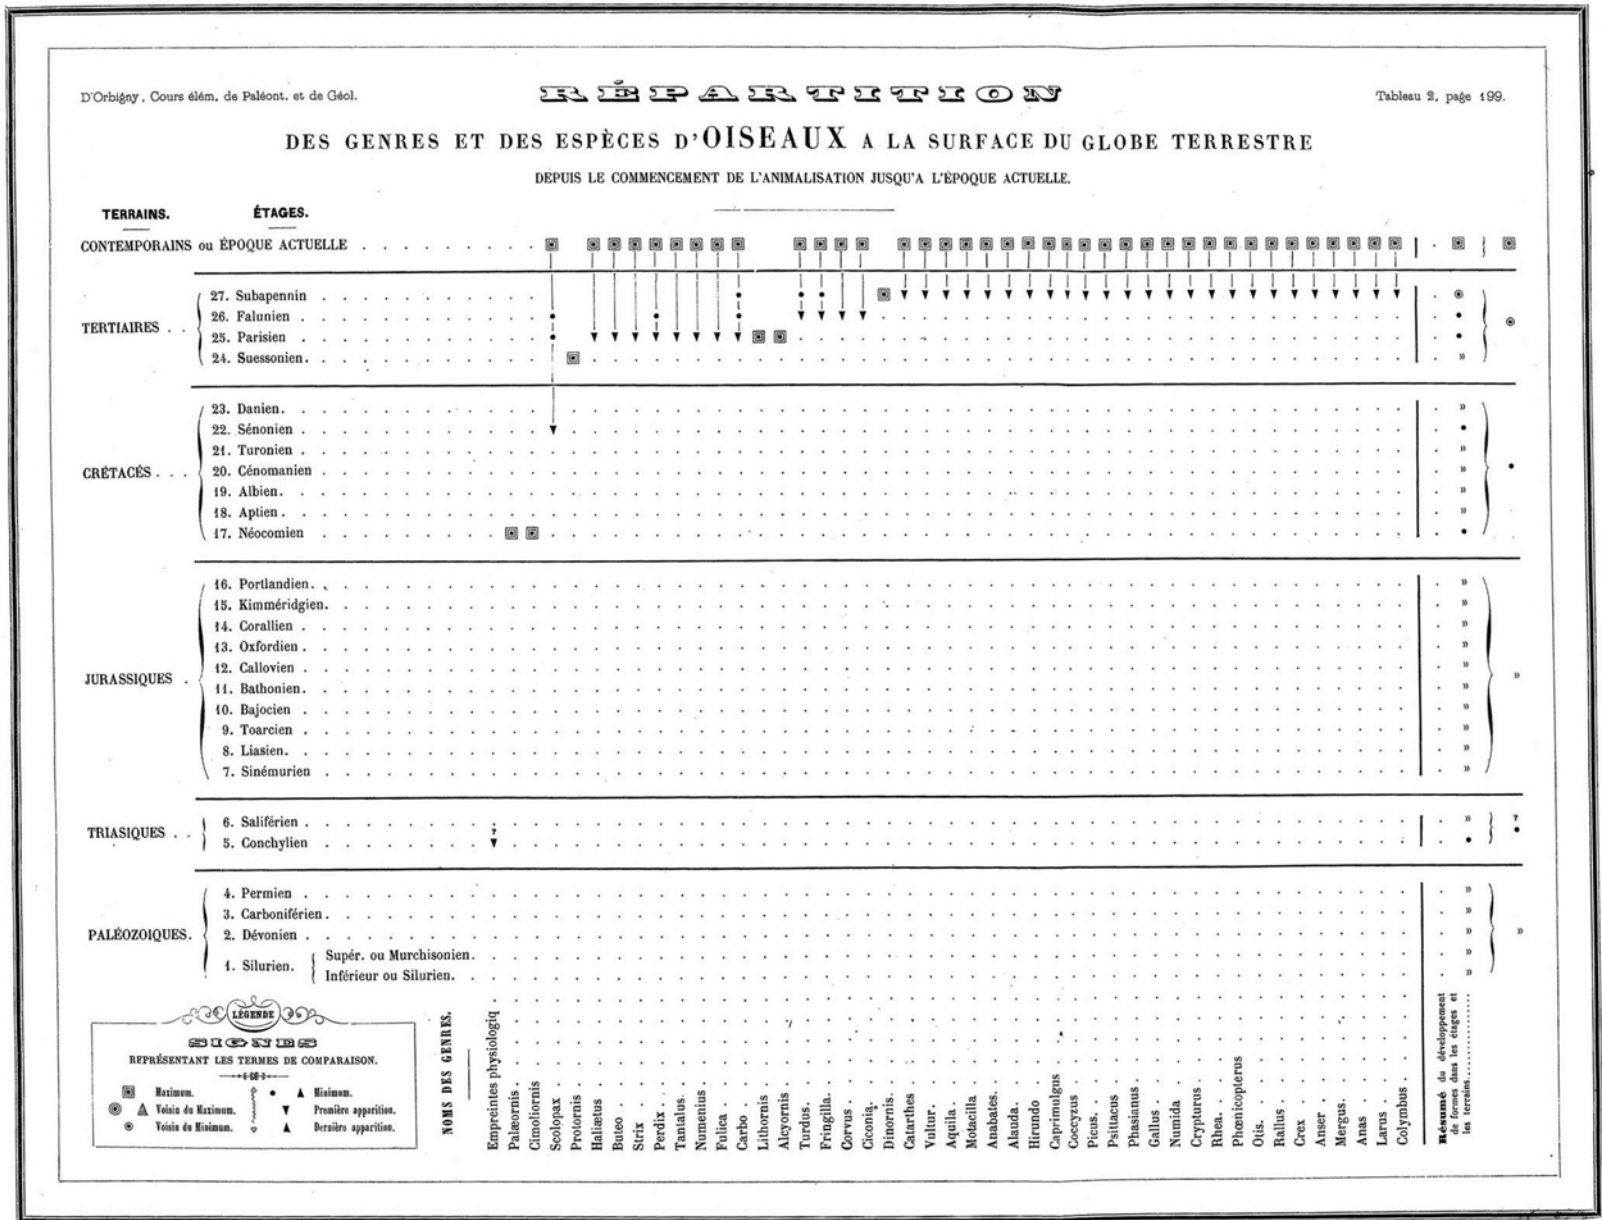 D'Orbigny, Cours élém. de Paléont. et de Géol.
RÉPARTITION
Tableau 2, page 199.
DES GENRES ET DES ESPÈCES D'OISEAUX A LA SURFACE DU GLOBE TERRESTRE
DEPUIS LE COMMENCEMENT DE L'ANIMALISATION JUSQU'A L'ÉPOQUE ACTUELLE.
TERRAINS. ÉTAGES.
CONTEMPORAINS ou ÉPOQUE ACTUELLE
TERTIAIRES
27. Subapennin
26. Falunien
25. Parisien
24. Suessonien.
CRÉTACÉS
23. Danien.
22. Sénonien
21. Turonien
20. Cénomanien
19. Albien.
18. Aptien.
17. Néocomien
JURASSIQUES
16. Portlandien.
15. Kimméridgien.
14. Corallien
13. Oxfordien
12. Callovien
11. Bathonien.
10. Bajocien
9. Toarcien
8. Liasien.
7. Sinémurien
TRIASIQUES
6. Saliférien
5. Conchylien
?
?
PALÉOZOIQUES.
4. Permien
3. Carboniférien.
2. Dévonien
1. Silurien.
Supér. ou Murchisonien.
Inférieur ou Silurien.
LÉGENDE
SIGNES
REPRÉSENTANT LES TERMES DE COMPARAISON.
Maximum.
Voisin du Maximum.
Voisin du Minimum.
Minimum.
Première apparition.
Dernière apparition.
NOMS DES GENRES.
Empreintes physiologiq
Palæornis
Cimoliornis
Scolopax
Protornis
Haliætus
Buteo
Strix
Perdix
Tantalus.
Numenius
Fulica
Carbo
Lithornis
Alcyornis
Turdus.
Fringilla.
Corvus
Ciconia.
Dinornis.
Catarthes
Vultur.
Aquila.
Motacilla
Anabates.
Alauda.
Hirundo
Caprimulgus
Coccyzus
Picus.
Psittacus
Phasianus.
Gallus
Numida
Crypturus
Rhea.
Phœnicopterus
Otis.
Rallus
Crex
Anser
Mergus.
Anas
Larus
Colymbus
Résumé du développement
de formes dans les étages et
les terrains.